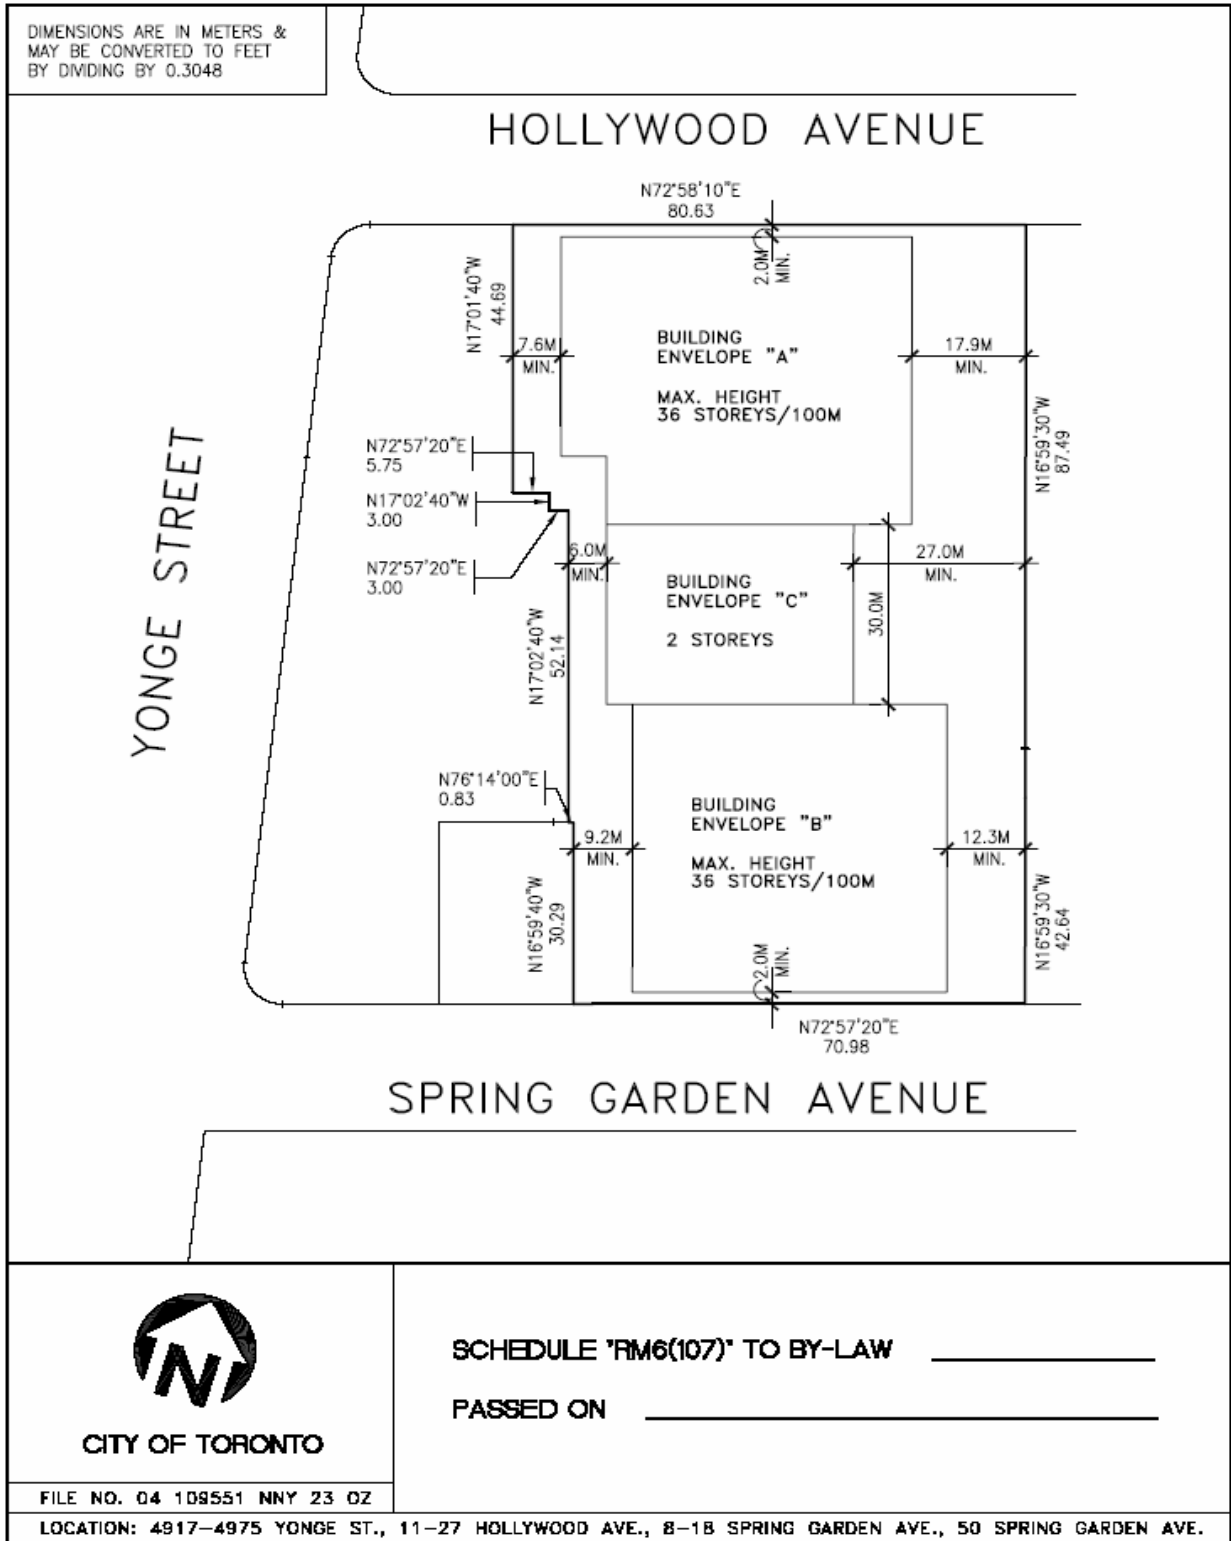 DIMENSIONS ARE IN METERS &
MAY BE CONVERTED TO FEET
BY DIVIDING BY 0.3048
HOLLYWOOD AVENUE
N72°58'10"E
80.63
2.0M
MIN.
N17°01'40"W
44.69
7.6M
MIN.
BUILDING
ENVELOPE "A"
MAX. HEIGHT
36 STOREYS/100M
17.9M
MIN.
N16°59'30"W
87.49
YONGE STREET
N72°57'20"E
5.75
N17°02'40"W
3.00
N72°57'20"E
3.00
6.0M
MIN.
BUILDING
ENVELOPE "C"
2 STOREYS
30.0M
27.0M
MIN.
N17°02'40"W
52.14
N76°14'00"E
0.83
9.2M
MIN.
BUILDING
ENVELOPE "B"
MAX. HEIGHT
36 STOREYS/100M
12.3M
MIN.
N16°59'40"W
30.29
2.0M
MIN.
N16°59'30"W
42.64
N72°57'20"E
70.98
SPRING GARDEN AVENUE
N
CITY OF TORONTO
SCHEDULE "RM6(107)" TO BY-LAW
PASSED ON
FILE NO. 04 109551 NNY 23 OZ
LOCATION: 4917-4975 YONGE ST., 11-27 HOLLYWOOD AVE., 8-18 SPRING GARDEN AVE., 50 SPRING GARDEN AVE.